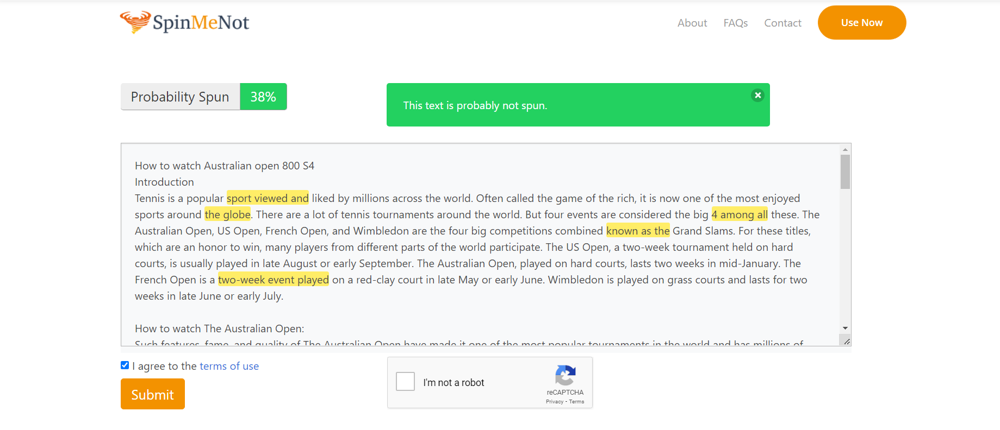 SpinMeNot
About FAQs Contact Use Now
Probability Spun 38%
This text is probably not spun.
How to watch Australian open 800 S4
Introduction
Tennis is a popular sport viewed and liked by millions across the world. Often called the game of the rich, it is now one of the most enjoyed
sports around the globe. There are a lot of tennis tournaments around the world. But four events are considered the big 4 among all these. The
Australian Open, US Open, French Open, and Wimbledon are the four big competitions combined known as the Grand Slams. For these titles,
which are an honor to win, many players from different parts of the world participate. The US Open, a two-week tournament held on hard
courts, is usually played in late August or early September. The Australian Open, played on hard courts, lasts two weeks in mid-January. The
French Open is a two-week event played on a red-clay court in late May or early June. Wimbledon is played on grass courts and lasts for two
weeks in late June or early July.
How to watch The Australian Open:
Such features, fame, and quality of The Australian Open have made it one of the most popular tournaments in the world and has millions of
I agree to the terms of use
Submit
I'm not a robot
reCAPTCHA
Privacy - Terms